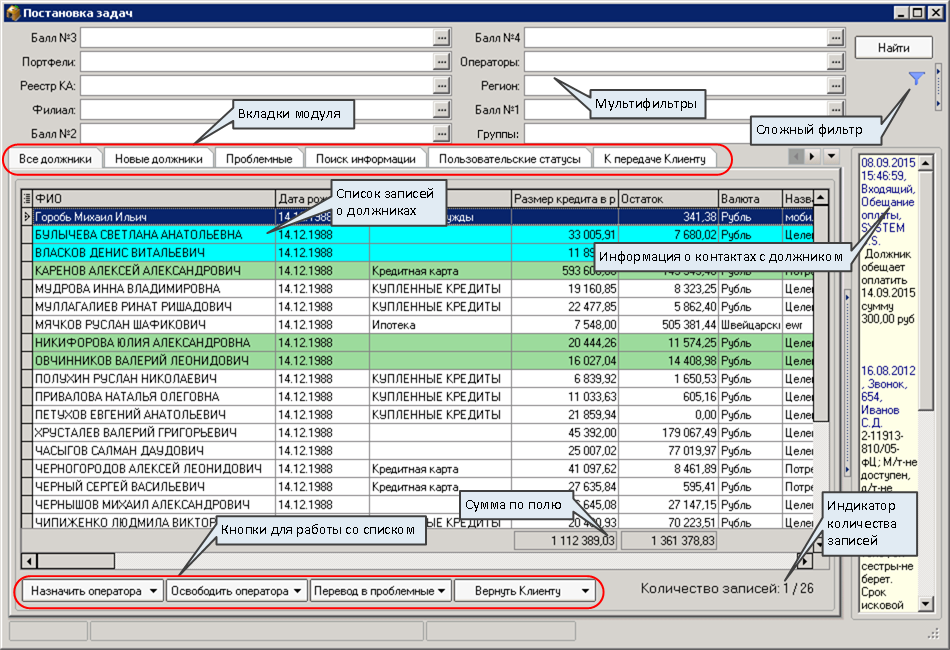 Постановка задач
Балл №3 ...
Балл №4 ...
Найти
Портфели: ...
Операторы: ...
Реестр КА: ...
Регион: ...
Мультифильтры
Филиал: ...
Вкладки модуля
Балл №1 ...
Сложный фильтр
Балл №2 ...
Группы: ...
Все должники Новые должники Проблемные Поиск информации Пользовательские статусы К передаче Клиенту
ФИО Дата рож Размер кредита в р Остаток Валюта Назв
Список записей
о должниках
Горобь Михаил Ильич 14.12.1988 341,38 Рубль моби
БУЛЫЧЕВА СВЕТЛАНА АНАТОЛЬЕВНА 14.12.1988 33 005,91 7 680,02 Рубль Целе
ВЛАСКОВ ДЕНИС ВИТАЛЬЕВИЧ 14.12.1988
Информация о контактах с должником
КАРЕНОВ АЛЕКСЕЙ АЛЕКСАНДРОВИЧ 14.12.1988 Кредитная карта Рубль Целе
МУДРОВА ИННА ВЛАДИМИРОВНА 14.12.1988 КУПЛЕННЫЕ КРЕДИТЫ 19 160,85 8 323,25 Рубль Целе
МУЛЛАГАЛИЕВ РИНАТ РИШАДОВИЧ 14.12.1988 КУПЛЕННЫЕ КРЕДИТЫ 22 477,85 5 862,40 Рубль Целе
МЯЧКОВ РУСЛАН ШАФИКОВИЧ 14.12.1988 Ипотека 7 548,00 505 381,44 Швейцарскі ewr
НИКИФОРОВА ЮЛИЯ АЛЕКСАНДРОВНА 14.12.1988 20 444,26 11 574,25 Рубль Целе
ОВЧИННИКОВ ВАЛЕРИЙ ЛЕОНИДОВИЧ 14.12.1988 16 027,04 14 408,98 Рубль Целе
ПОЛУХИН РУСЛАН НИКОЛАЕВИЧ 14.12.1988 КУПЛЕННЫЕ КРЕДИТЫ 6 839,92 1 650,53 Рубль Целе
ПРИВАЛОВА НАТАЛЬЯ ОЛЕГОВНА 14.12.1988 КУПЛЕННЫЕ КРЕДИТЫ 11 033,63 605,16 Рубль Целе
ПЕТУХОВ ЕВГЕНИЙ АНАТОЛЬЕВИЧ 14.12.1988 КУПЛЕННЫЕ КРЕДИТЫ 21 859,94 0,00 Рубль Целе
ХРУСТАЛЕВ ВАЛЕРИЙ ГРИГОРЬЕВИЧ 14.12.1988 45 392,00 179 067,49 Рубль Целе
ЧАСЫГОВ САЛМАН ДАУДОВИЧ 14.12.1988 25 007,02 77 019,97 Рубль Целе
ЧЕРНОГОРОДОВ АЛЕКСЕЙ ЛЕОНИДОВИЧ 14.12.1988 Кредитная карта 41 097,62 8 461,89 Рубль Потре
ЧЕРНЫЙ СЕРГЕЙ ВАСИЛЬЕВИЧ 14.12.1988 Кредитная карта 27 635,84 595,41 Рубль Потре
ЧЕРНЫШОВ МИХАИЛ АЛЕКСАНДРОВИЧ 14.12.1988 27 147,15 Рубль Целе
ЧИПИЖЕНКО ЛЮДМИЛА ВИКТОР 70 223,51 Рубль Целе
Сумма по полю
Кнопки для работы со списком
1 112 389,03 1 361 378,83
Индикатор
количества
записей
Назначить оператора Освободить оператора Перевод в проблемные Вернуть Клиенту
Количество записей: 1 / 26
08.09.2015
15:46:59,
Входящий,
Обещание
оплаты,
SYSTEM
Должник
обещает
оплатить
14.09.2015
сумму
300,00 руб
16.08.2012
, Звонок,
654,
Иванов
С.Д.
2-11913-
810/05-
фЦ; М/т-не
доступен,
д/т-не
сестры-не
берет.
Срок
исковой